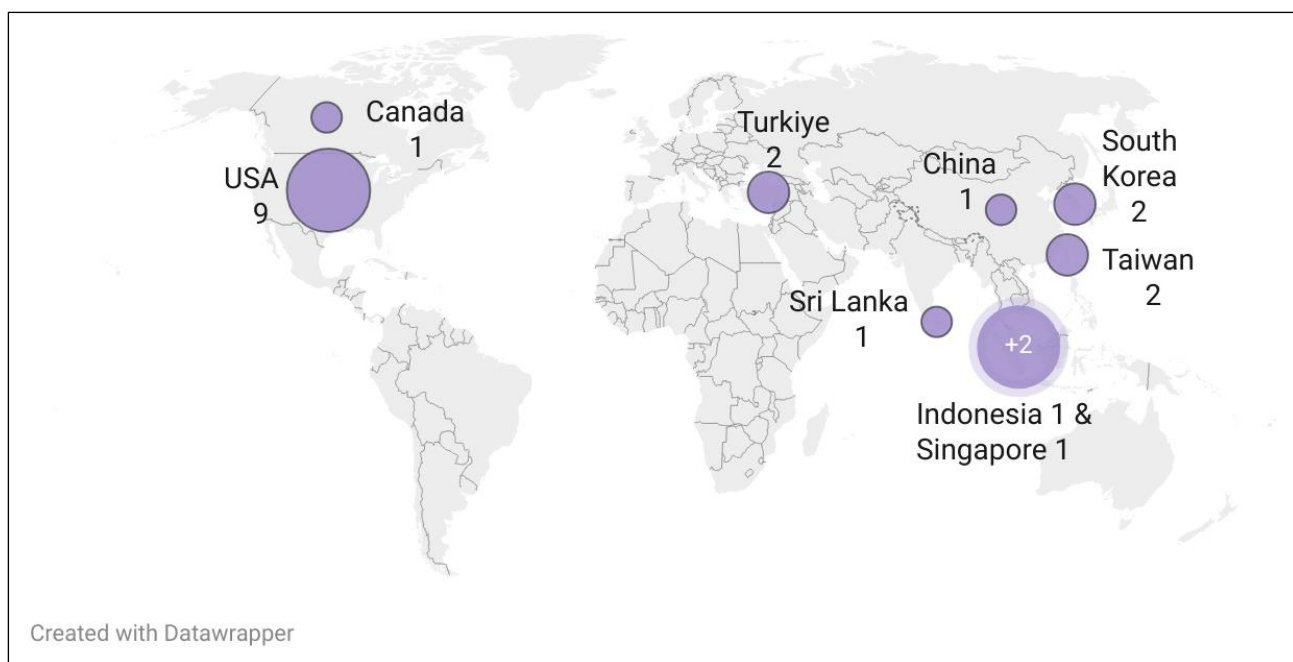 Canada
1
USA
9
Turkiye
2
China
1
South
Korea
2
Taiwan
2
Sri Lanka
1
+2
Indonesia 1 &
Singapore 1
Created with Datawrapper